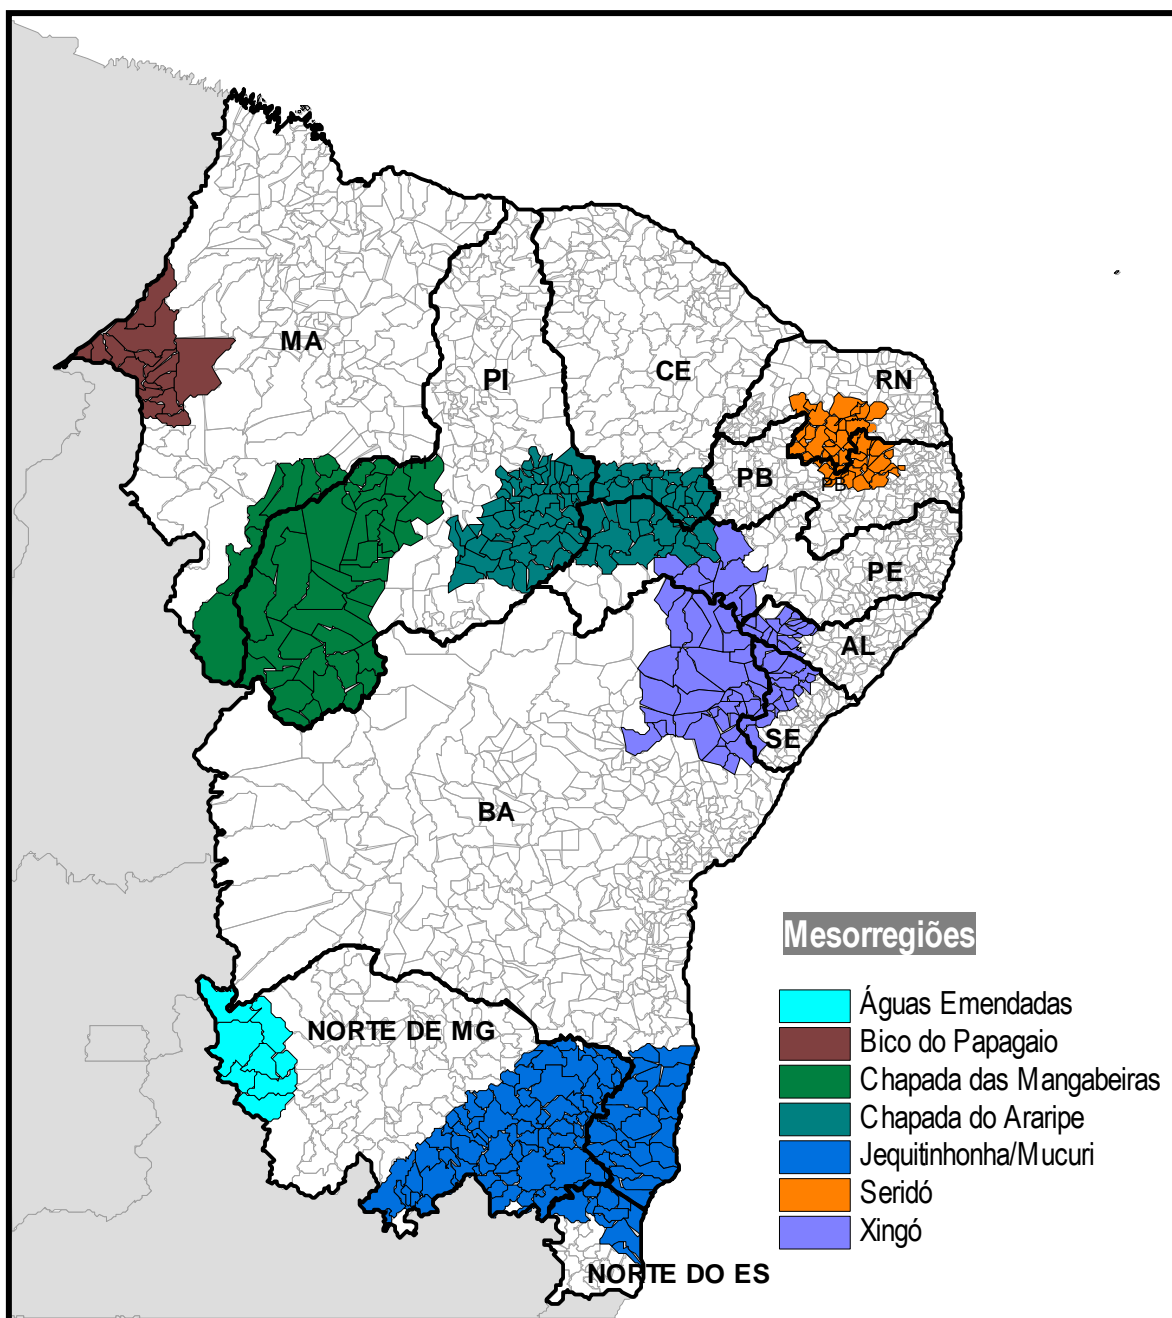 MA
PI
CE
RN
PB
PB
PE
AL
SE
BA
NORTE DE MG
NORTE DO ES
Mesorregiões
Águas Emendadas
Bico do Papagaio
Chapada das Mangabeiras
Chapada do Araripe
Jequitinhonha/Mucuri
Seridó
Xingó